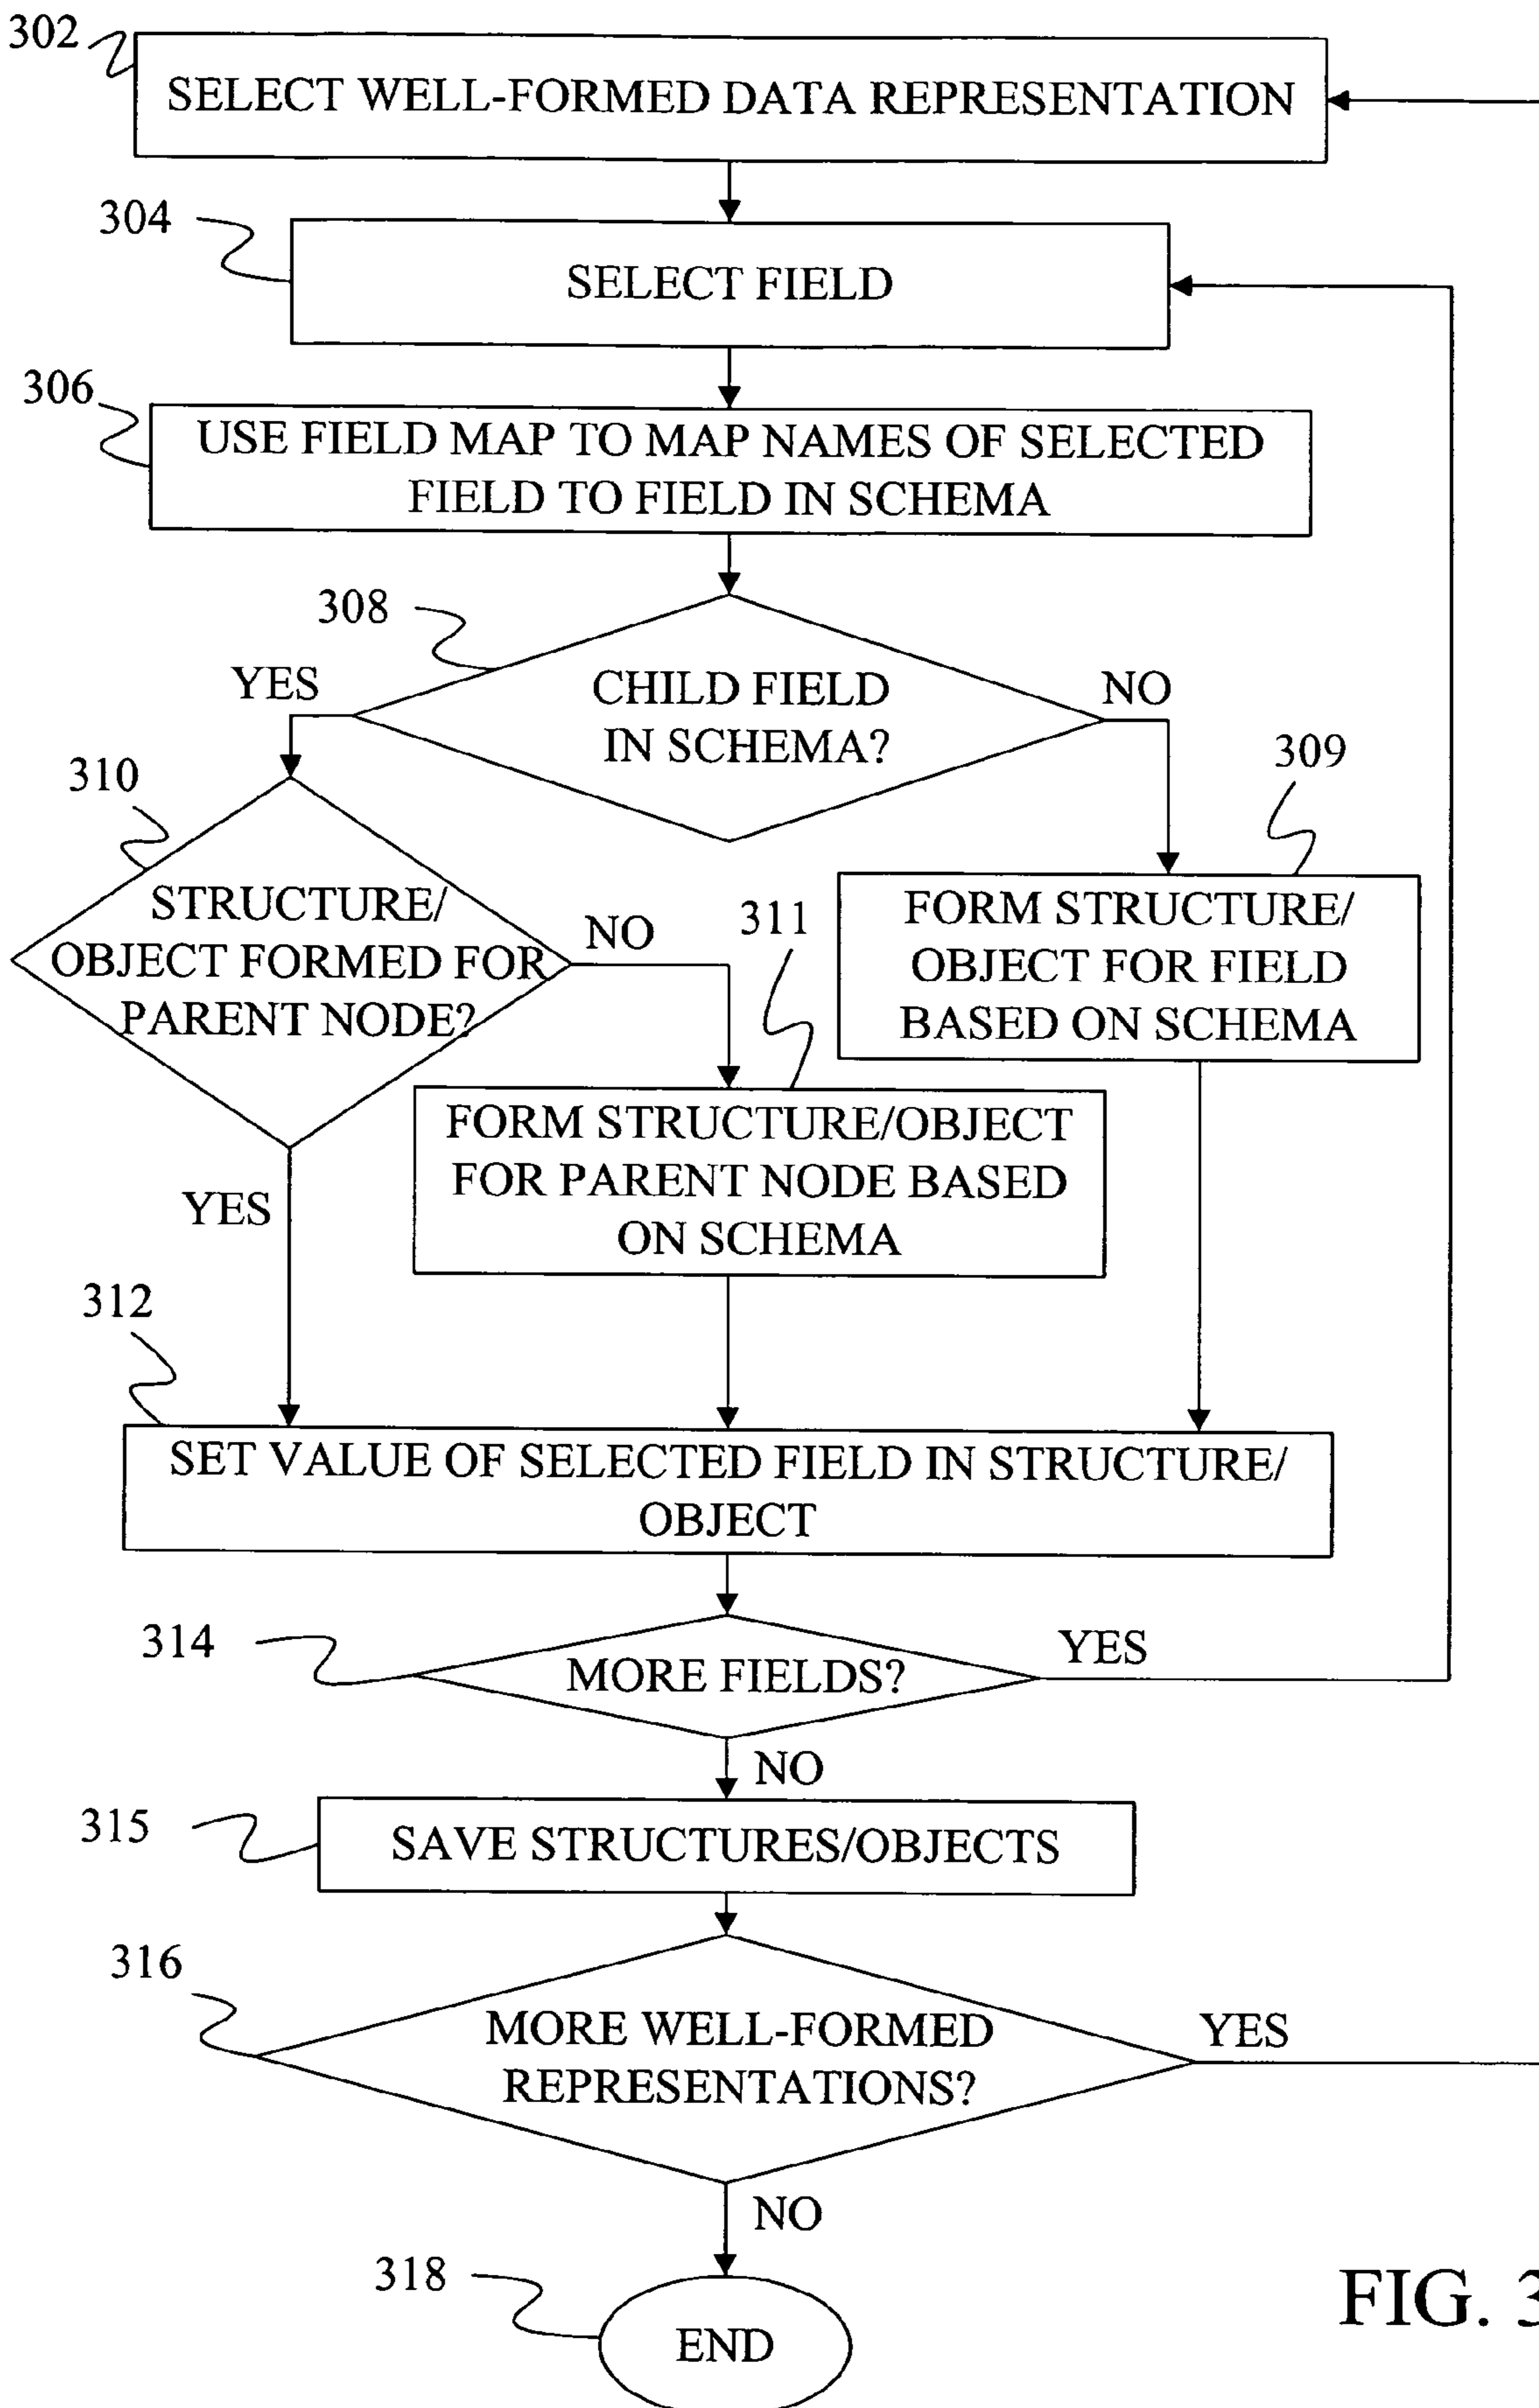 302
SELECT WELL-FORMED DATA REPRESENTATION
304
SELECT FIELD
306
USE FIELD MAP TO MAP NAMES OF SELECTED
FIELD TO FIELD IN SCHEMA
308
YES
CHILD FIELD
IN SCHEMA?
NO
309
310
STRUCTURE/
OBJECT FORMED FOR
PARENT NODE?
NO
311
FORM STRUCTURE/
OBJECT FOR FIELD
BASED ON SCHEMA
FORM STRUCTURE/OBJECT
FOR PARENT NODE BASED
ON SCHEMA
YES
312
SET VALUE OF SELECTED FIELD IN STRUCTURE/
OBJECT
314
MORE FIELDS?
YES
NO
315
SAVE STRUCTURES/OBJECTS
316
MORE WELL-FORMED
REPRESENTATIONS?
YES
NO
318
END
FIG. 3